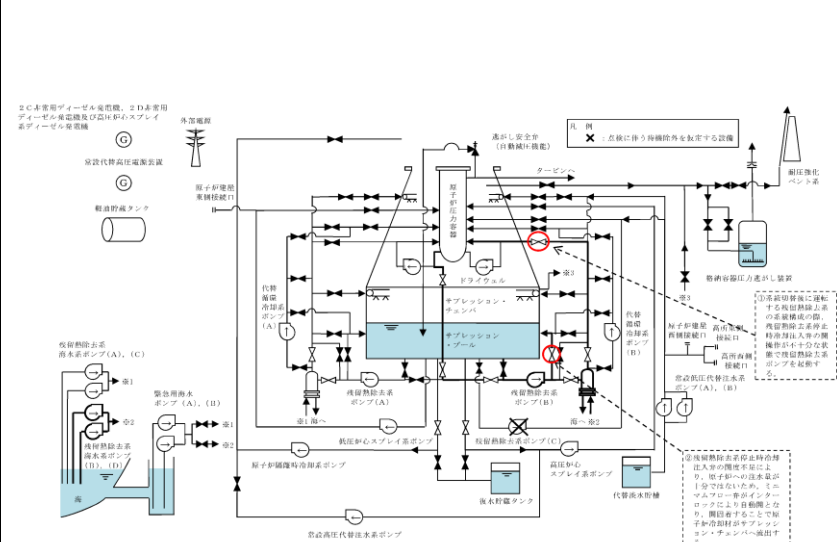 2C非常用ディーゼル発電機、2D非常用
ディーゼル発電機及び高圧炉心スプレイ
系ディーゼル発電機
外部電源
G
常設代替高圧電源装置
G
軽油貯蔵タンク
原子炉建屋
東側接続口
逃がし安全弁
(自動減圧機能)
凡 例
✖ :点検に伴う待機除外を仮定する設備
タービンへ
耐圧強化
ベント系
原子炉圧力容器
格納容器圧力逃がし装置
ドライウェル
※3
※3
代替
循環
冷却系
ポンプ
(A)
サプレッション・
チェンバ
サプレッション
・プール
代替
循環
冷却系
ポンプ
(B)
①系統切替後に運転
する残留熱除去系
の系統構成の際、
残留熱除去系停止
時冷却注入弁の開
操作が不十分な状
態で残留熱除去系
ポンプを起動す
る。
原子炉建屋
西側接続口
高所東側
接続口
高所西側
接続口
常設低圧代替注水系
ポンプ(A)、(B)
残留熱除去系
海水系ポンプ(A)、(C)
※1
※2
残留熱除去系
海水系ポンプ
(B)、(D)
海
緊急用海水
ポンプ(A)、(B)
※1
※2
残留熱除去系
ポンプ(A)
残留熱除去系
ポンプ(B)
※1 海へ
海へ ※2
低圧炉心スプレイ系ポンプ
残留熱除去系ポンプ(C)
原子炉隔離時冷却系ポンプ
高圧炉心
スプレイ系ポンプ
復水貯蔵タンク
代替淡水貯槽
常設高圧代替注水系ポンプ
②残留熱除去系停止時冷却
注入弁の開度不足によ
り、原子炉への注水量が
十分ではないため、ミニ
マムフロー弁がインター
ロックにより自動開とな
り、開固着することで原
子炉冷却材がサプレッシ
ョン・チェンバへ流出す